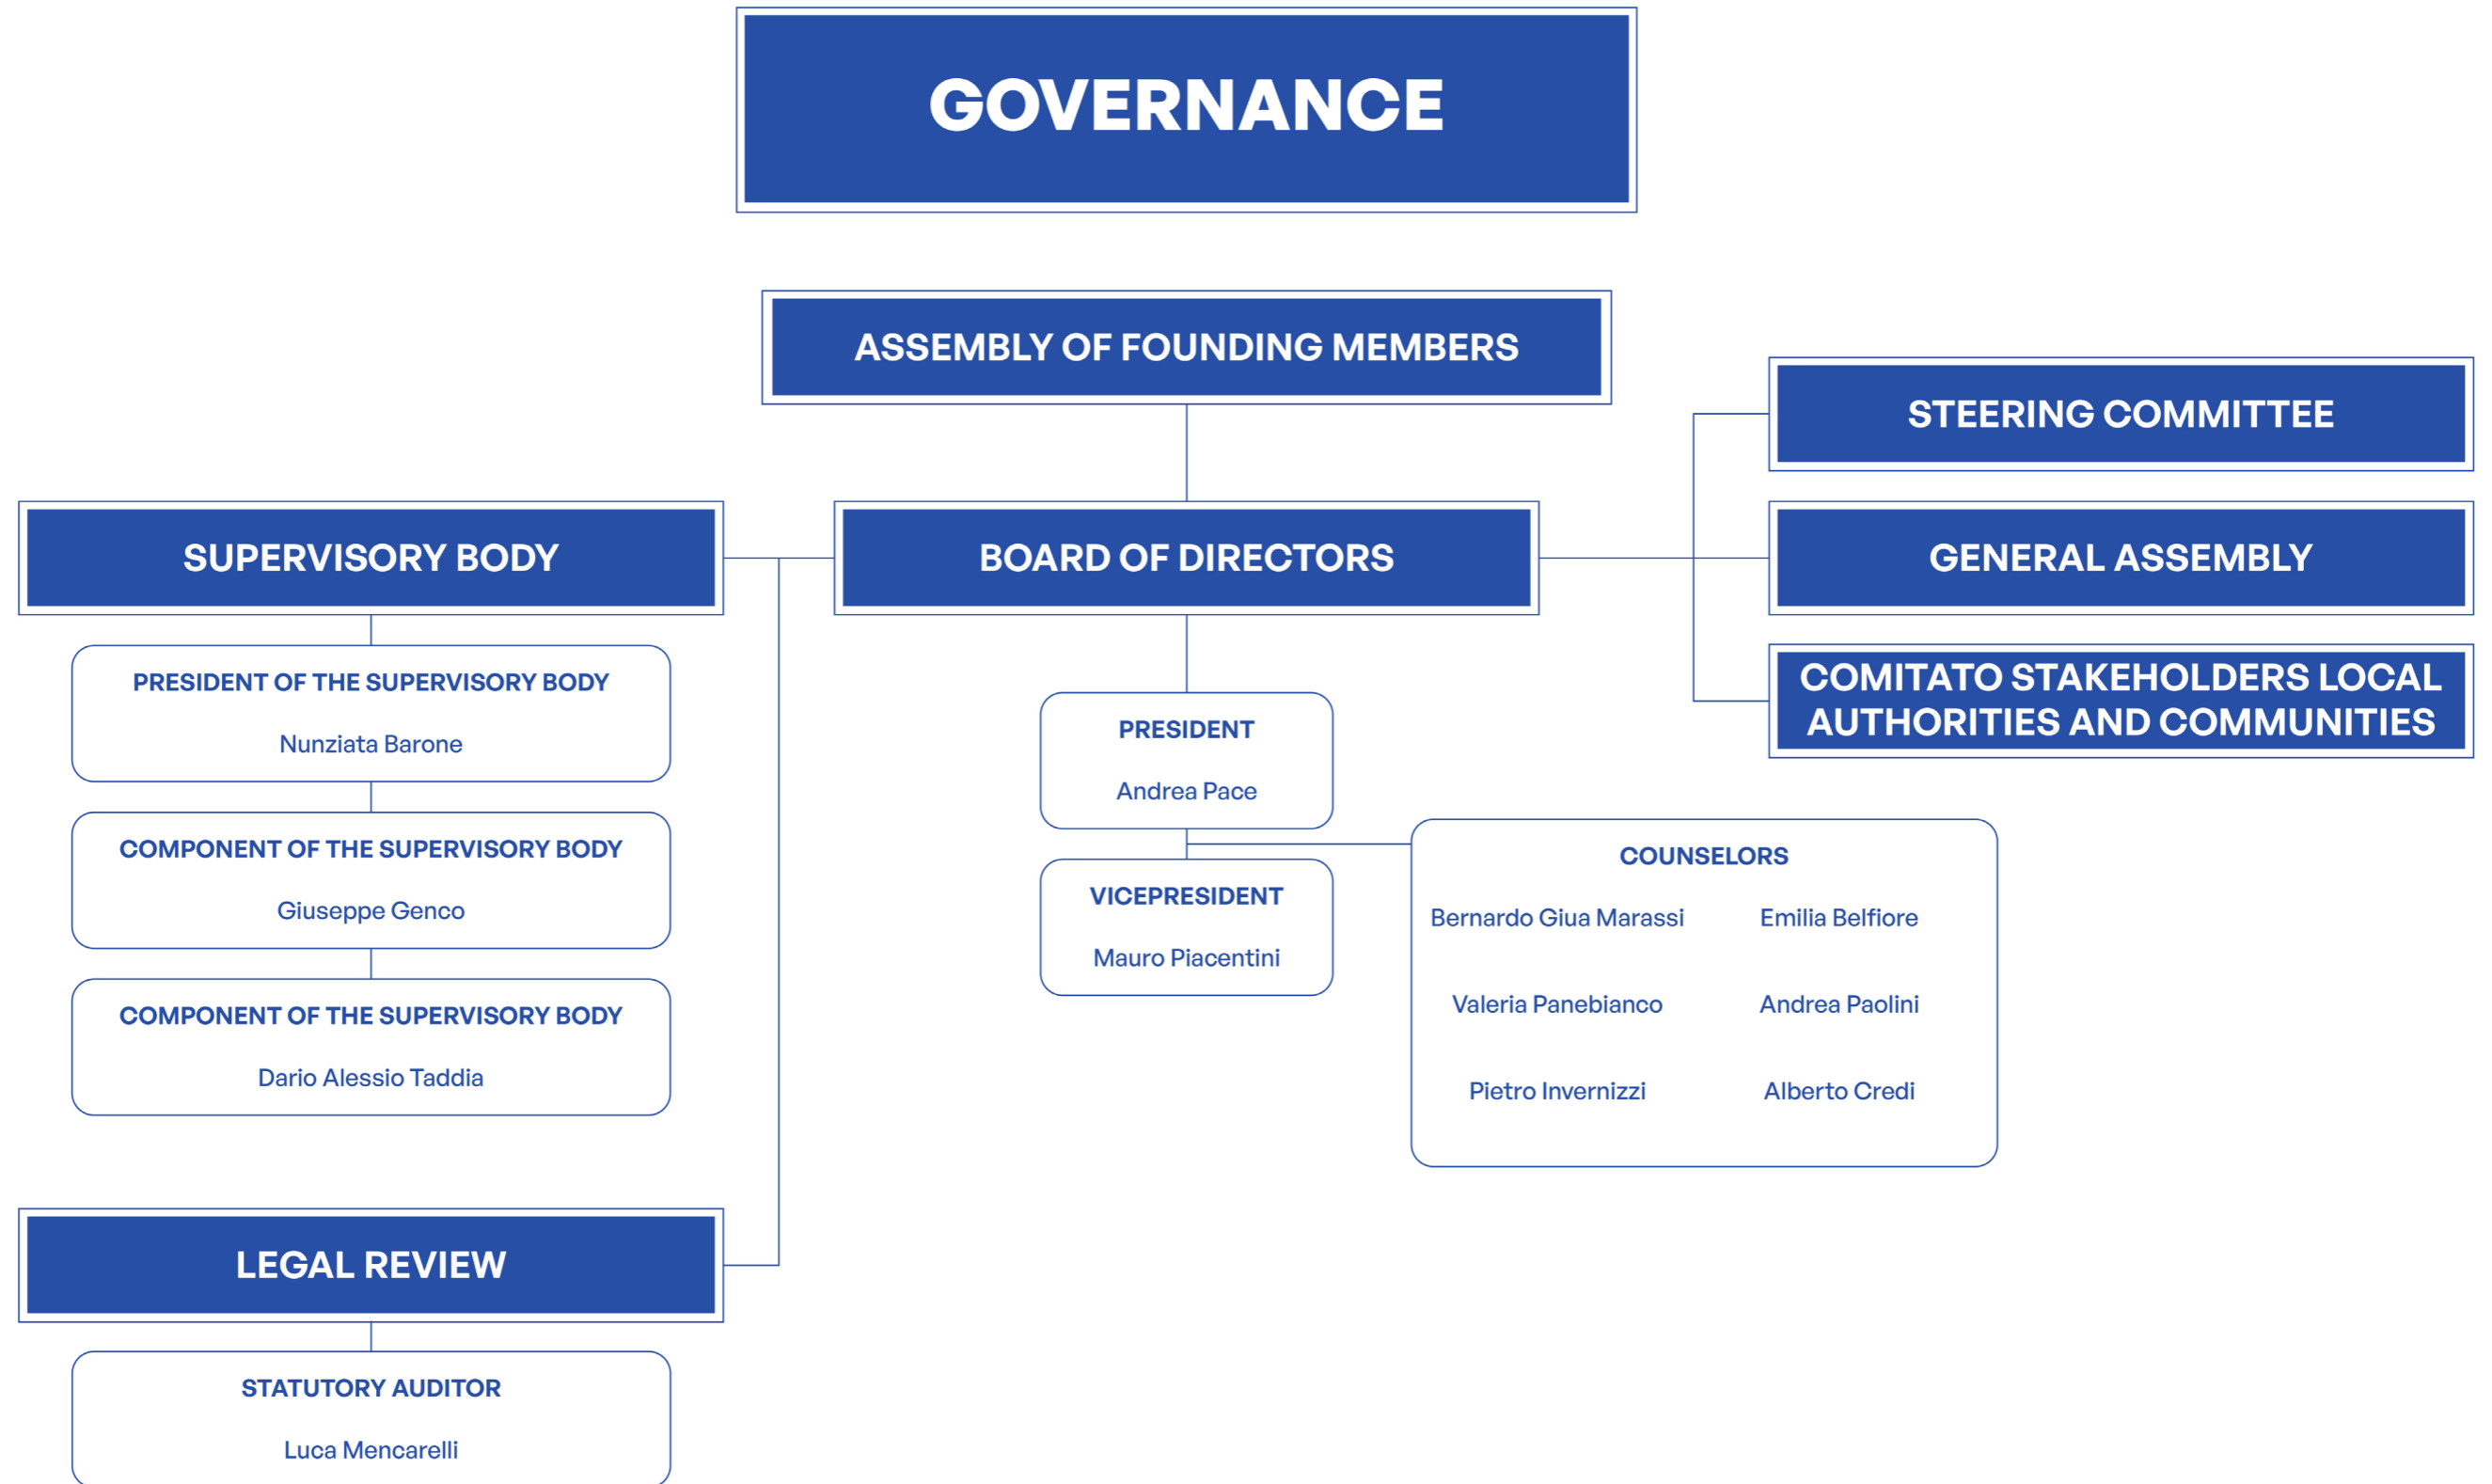 GOVERNANCE
ASSEMBLY OF FOUNDING MEMBERS
STEERING COMMITTEE
SUPERVISORY BODY
BOARD OF DIRECTORS
GENERAL ASSEMBLY
COMITATO STAKEHOLDERS LOCAL
AUTHORITIES AND COMMUNITIES
PRESIDENT OF THE SUPERVISORY BODY
Nunziata Barone
COMPONENT OF THE SUPERVISORY BODY
Giuseppe Genco
COMPONENT OF THE SUPERVISORY BODY
Dario Alessio Taddia
PRESIDENT
Andrea Pace
VICEPRESIDENT
Mauro Piacentini
COUNSELORS
Bernardo Giua Marassi
Emilia Belfiore
Valeria Panebianco
Andrea Paolini
Pietro Invernizzi
Alberto Credi
LEGAL REVIEW
STATUTORY AUDITOR
Luca Mencarelli